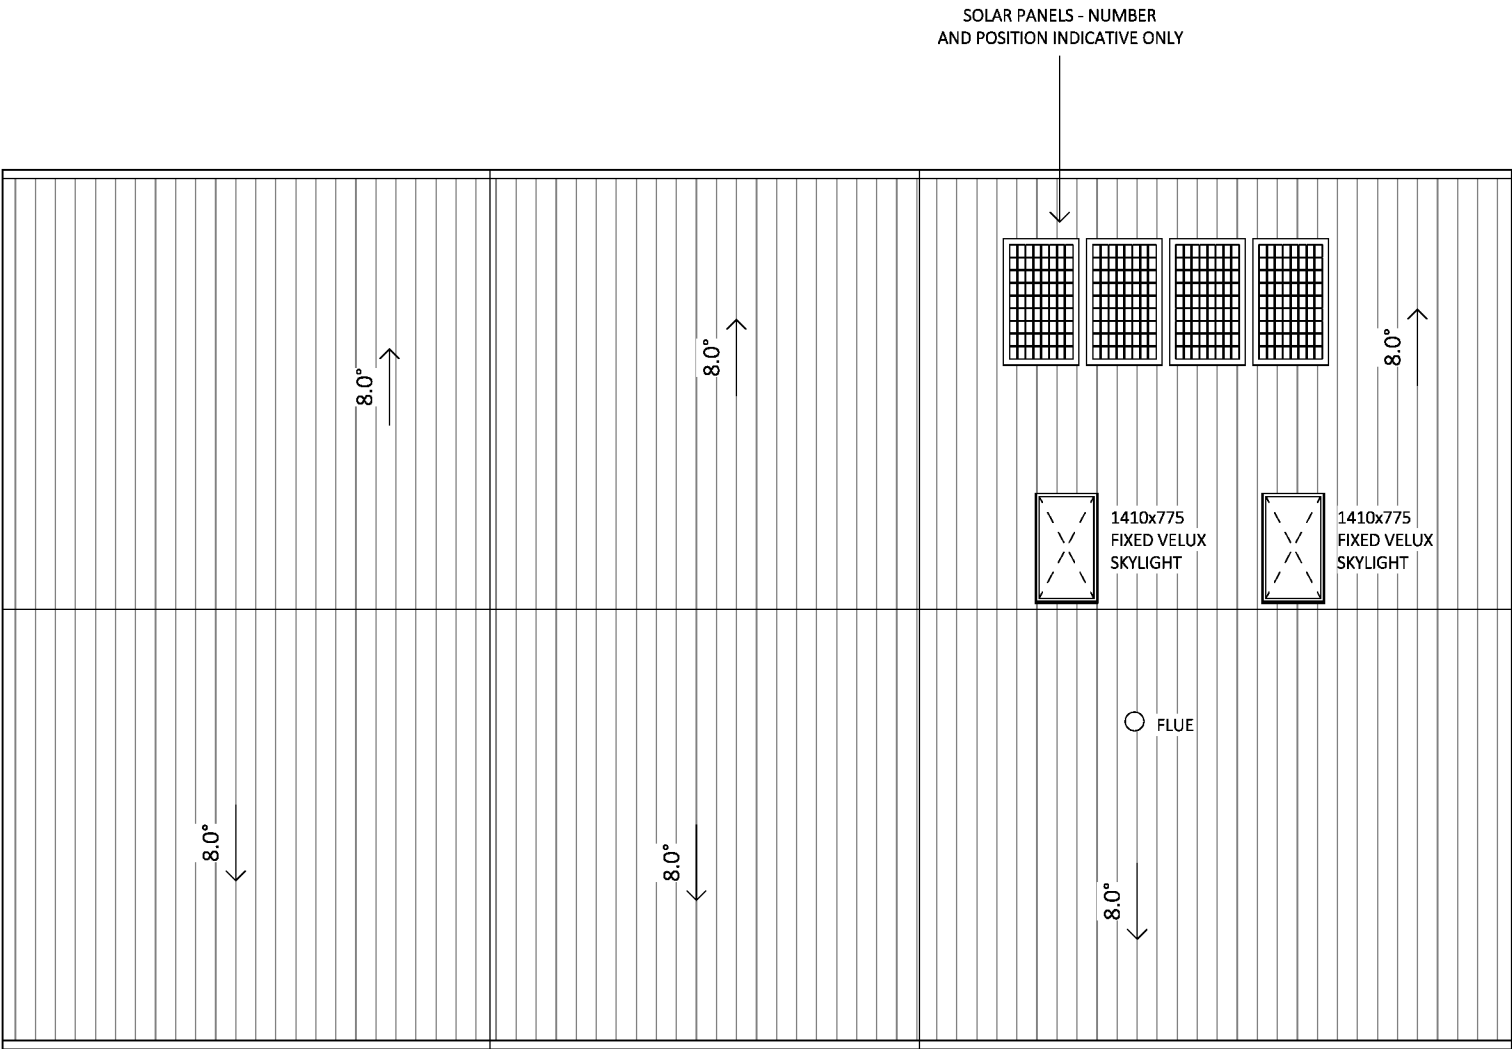 SOLAR PANELS - NUMBER
AND POSITION INDICATIVE ONLY
8.0°
8.0°
8.0°
1410x775
FIXED VELUX
SKYLIGHT
1410x775
FIXED VELUX
SKYLIGHT
FLUE
8.0°
8.0°
8.0°